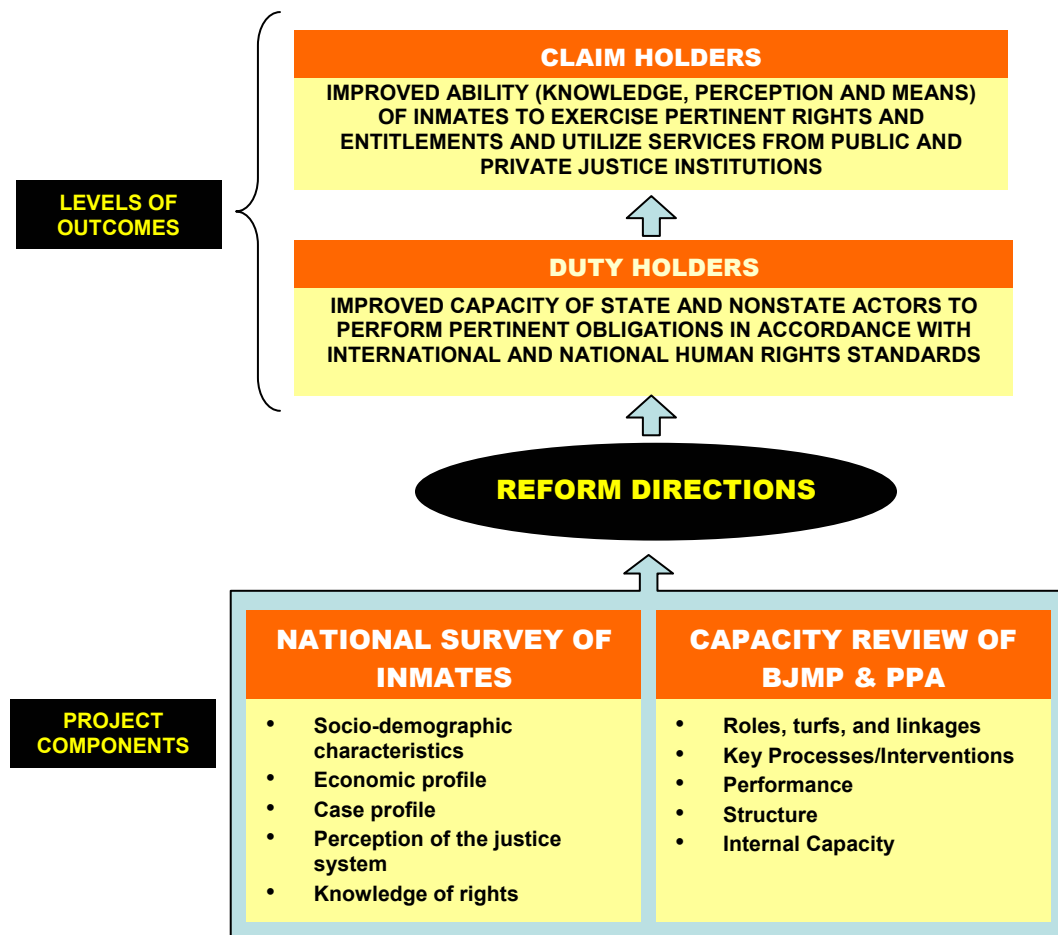 CLAIM HOLDERS
IMPROVED ABILITY (KNOWLEDGE, PERCEPTION AND MEANS)
OF INMATES TO EXERCISE PERTINENT RIGHTS AND
ENTITLEMENTS AND UTILIZE SERVICES FROM PUBLIC AND
PRIVATE JUSTICE INSTITUTIONS
LEVELS OF
OUTCOMES
DUTY HOLDERS
IMPROVED CAPACITY OF STATE AND NONSTATE ACTORS TO
PERFORM PERTINENT OBLIGATIONS IN ACCORDANCE WITH
INTERNATIONAL AND NATIONAL HUMAN RIGHTS STANDARDS
REFORM DIRECTIONS
PROJECT
COMPONENTS
NATIONAL SURVEY OF
INMATES
• Socio-demographic
characteristics
• Economic profile
• Case profile
• Perception of the justice
system
• Knowledge of rights
CAPACITY REVIEW OF
BJMP & PPA
• Roles, turfs, and linkages
• Key Processes/Interventions
• Performance
• Structure
• Internal Capacity